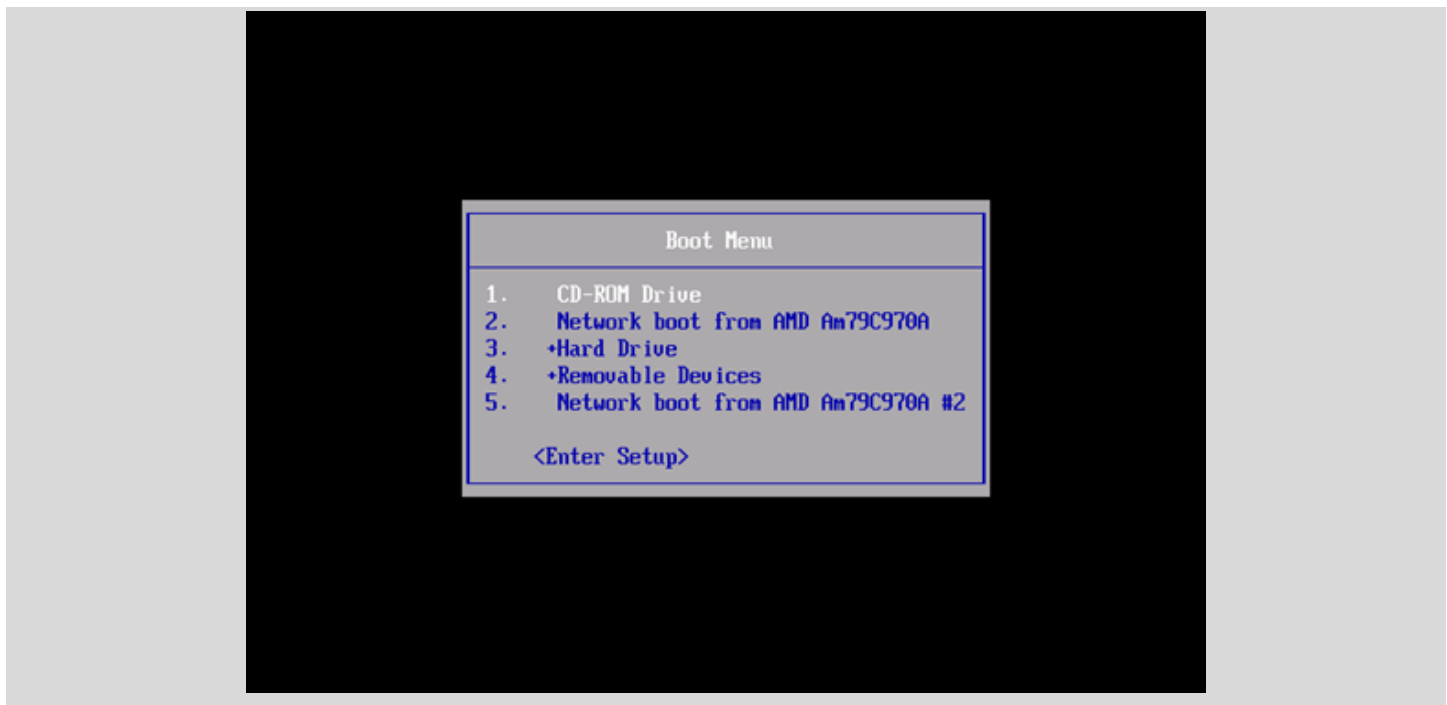 Boot Menu
1. CD-ROM Drive
2. Network boot from AMD Am79C970A
3. +Hard Drive
4. +Removable Devices
5. Network boot from AMD Am79C970A #2
<Enter Setup>